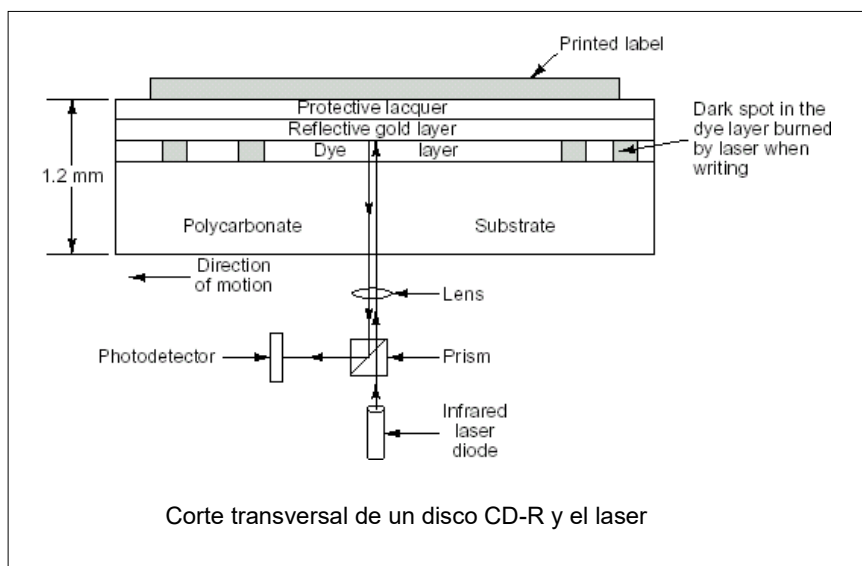 Printed label
Protective lacquer
Reflective gold layer
Dye layer
Dark spot in the
dye layer burned
by laser when
writing
1.2 mm
Polycarbonate Substrate
Direction
of motion
Lens
Photodetector
Prism
Infrared
laser
diode
Corte transversal de un disco CD-R y el laser